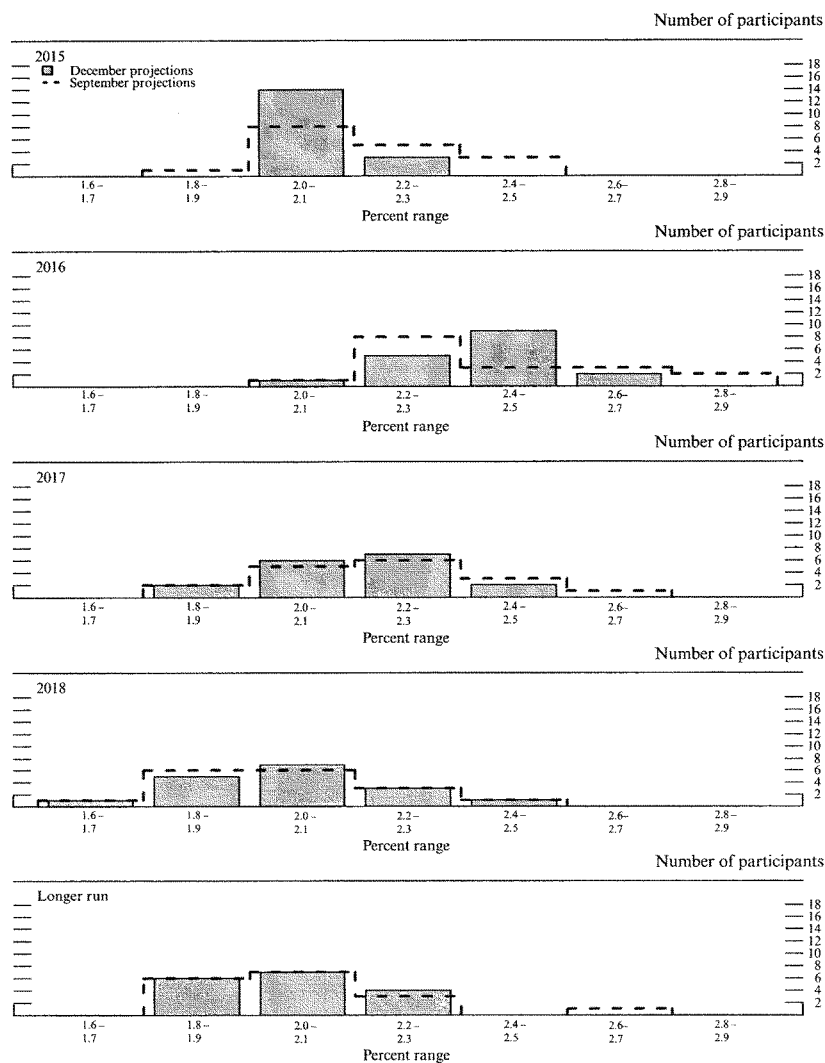 Number of participants
2015
December projections
September projections
18
16
14
12
10
8
6
4
2
1.6– 1.8– 2.0– 2.2– 2.4– 2.6– 2.8–
1.7 1.9 2.1 2.3 2.5 2.7 2.9
Percent range
Number of participants
2016
18
16
14
12
10
8
6
4
2
1.6– 1.8– 2.0– 2.2– 2.4– 2.6– 2.8–
1.7 1.9 2.1 2.3 2.5 2.7 2.9
Percent range
Number of participants
2017
18
16
14
12
10
8
6
4
2
1.6– 1.8– 2.0– 2.2– 2.4– 2.6– 2.8–
1.7 1.9 2.1 2.3 2.5 2.7 2.9
Percent range
Number of participants
2018
18
16
14
12
10
8
6
4
2
1.6– 1.8– 2.0– 2.2– 2.4– 2.6– 2.8–
1.7 1.9 2.1 2.3 2.5 2.7 2.9
Percent range
Number of participants
Longer run
18
16
14
12
10
8
6
4
2
1.6– 1.8– 2.0– 2.2– 2.4– 2.6– 2.8–
1.7 1.9 2.1 2.3 2.5 2.7 2.9
Percent range